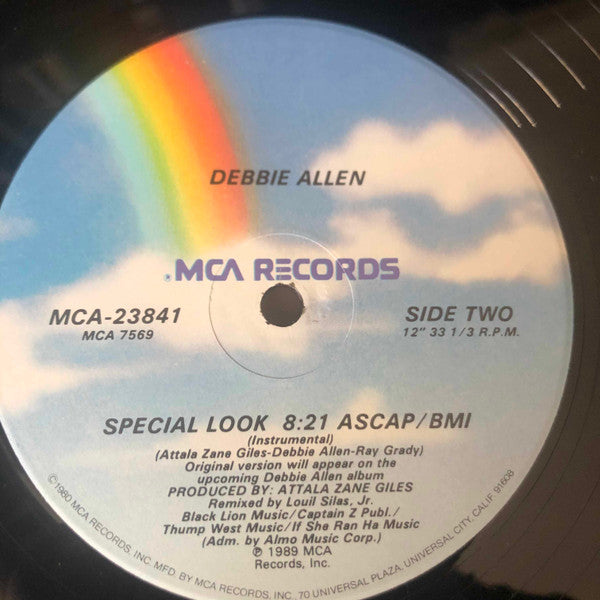 DEBBIE ALLEN
®MCA RECORDS
MCA-23841
MCA 7569
SIDE TWO
12" 33 1/3 R.P.M.
SPECIAL LOOK 8:21 ASCAP/BMI
(Instrumental)
(Attala Zane Giles-Debbie Allen-Ray Grady)
Original version will appear on the
upcoming Debbie Allen album
PRODUCED BY: ATTALA ZANE GILES
Remixed by Louil Silas, Jr.
Black Lion Music/Captain Z Publ./
Thump West Music/If She Ran Ha Music
(Adm. by Almo Music Corp.)
℗ 1989 MCA
Records, Inc.
©1980 MCA RECORDS, INC. MFD. BY MCA RECORDS, INC., 70 UNIVERSAL PLAZA, UNIVERSAL CITY, CALIF. 91608